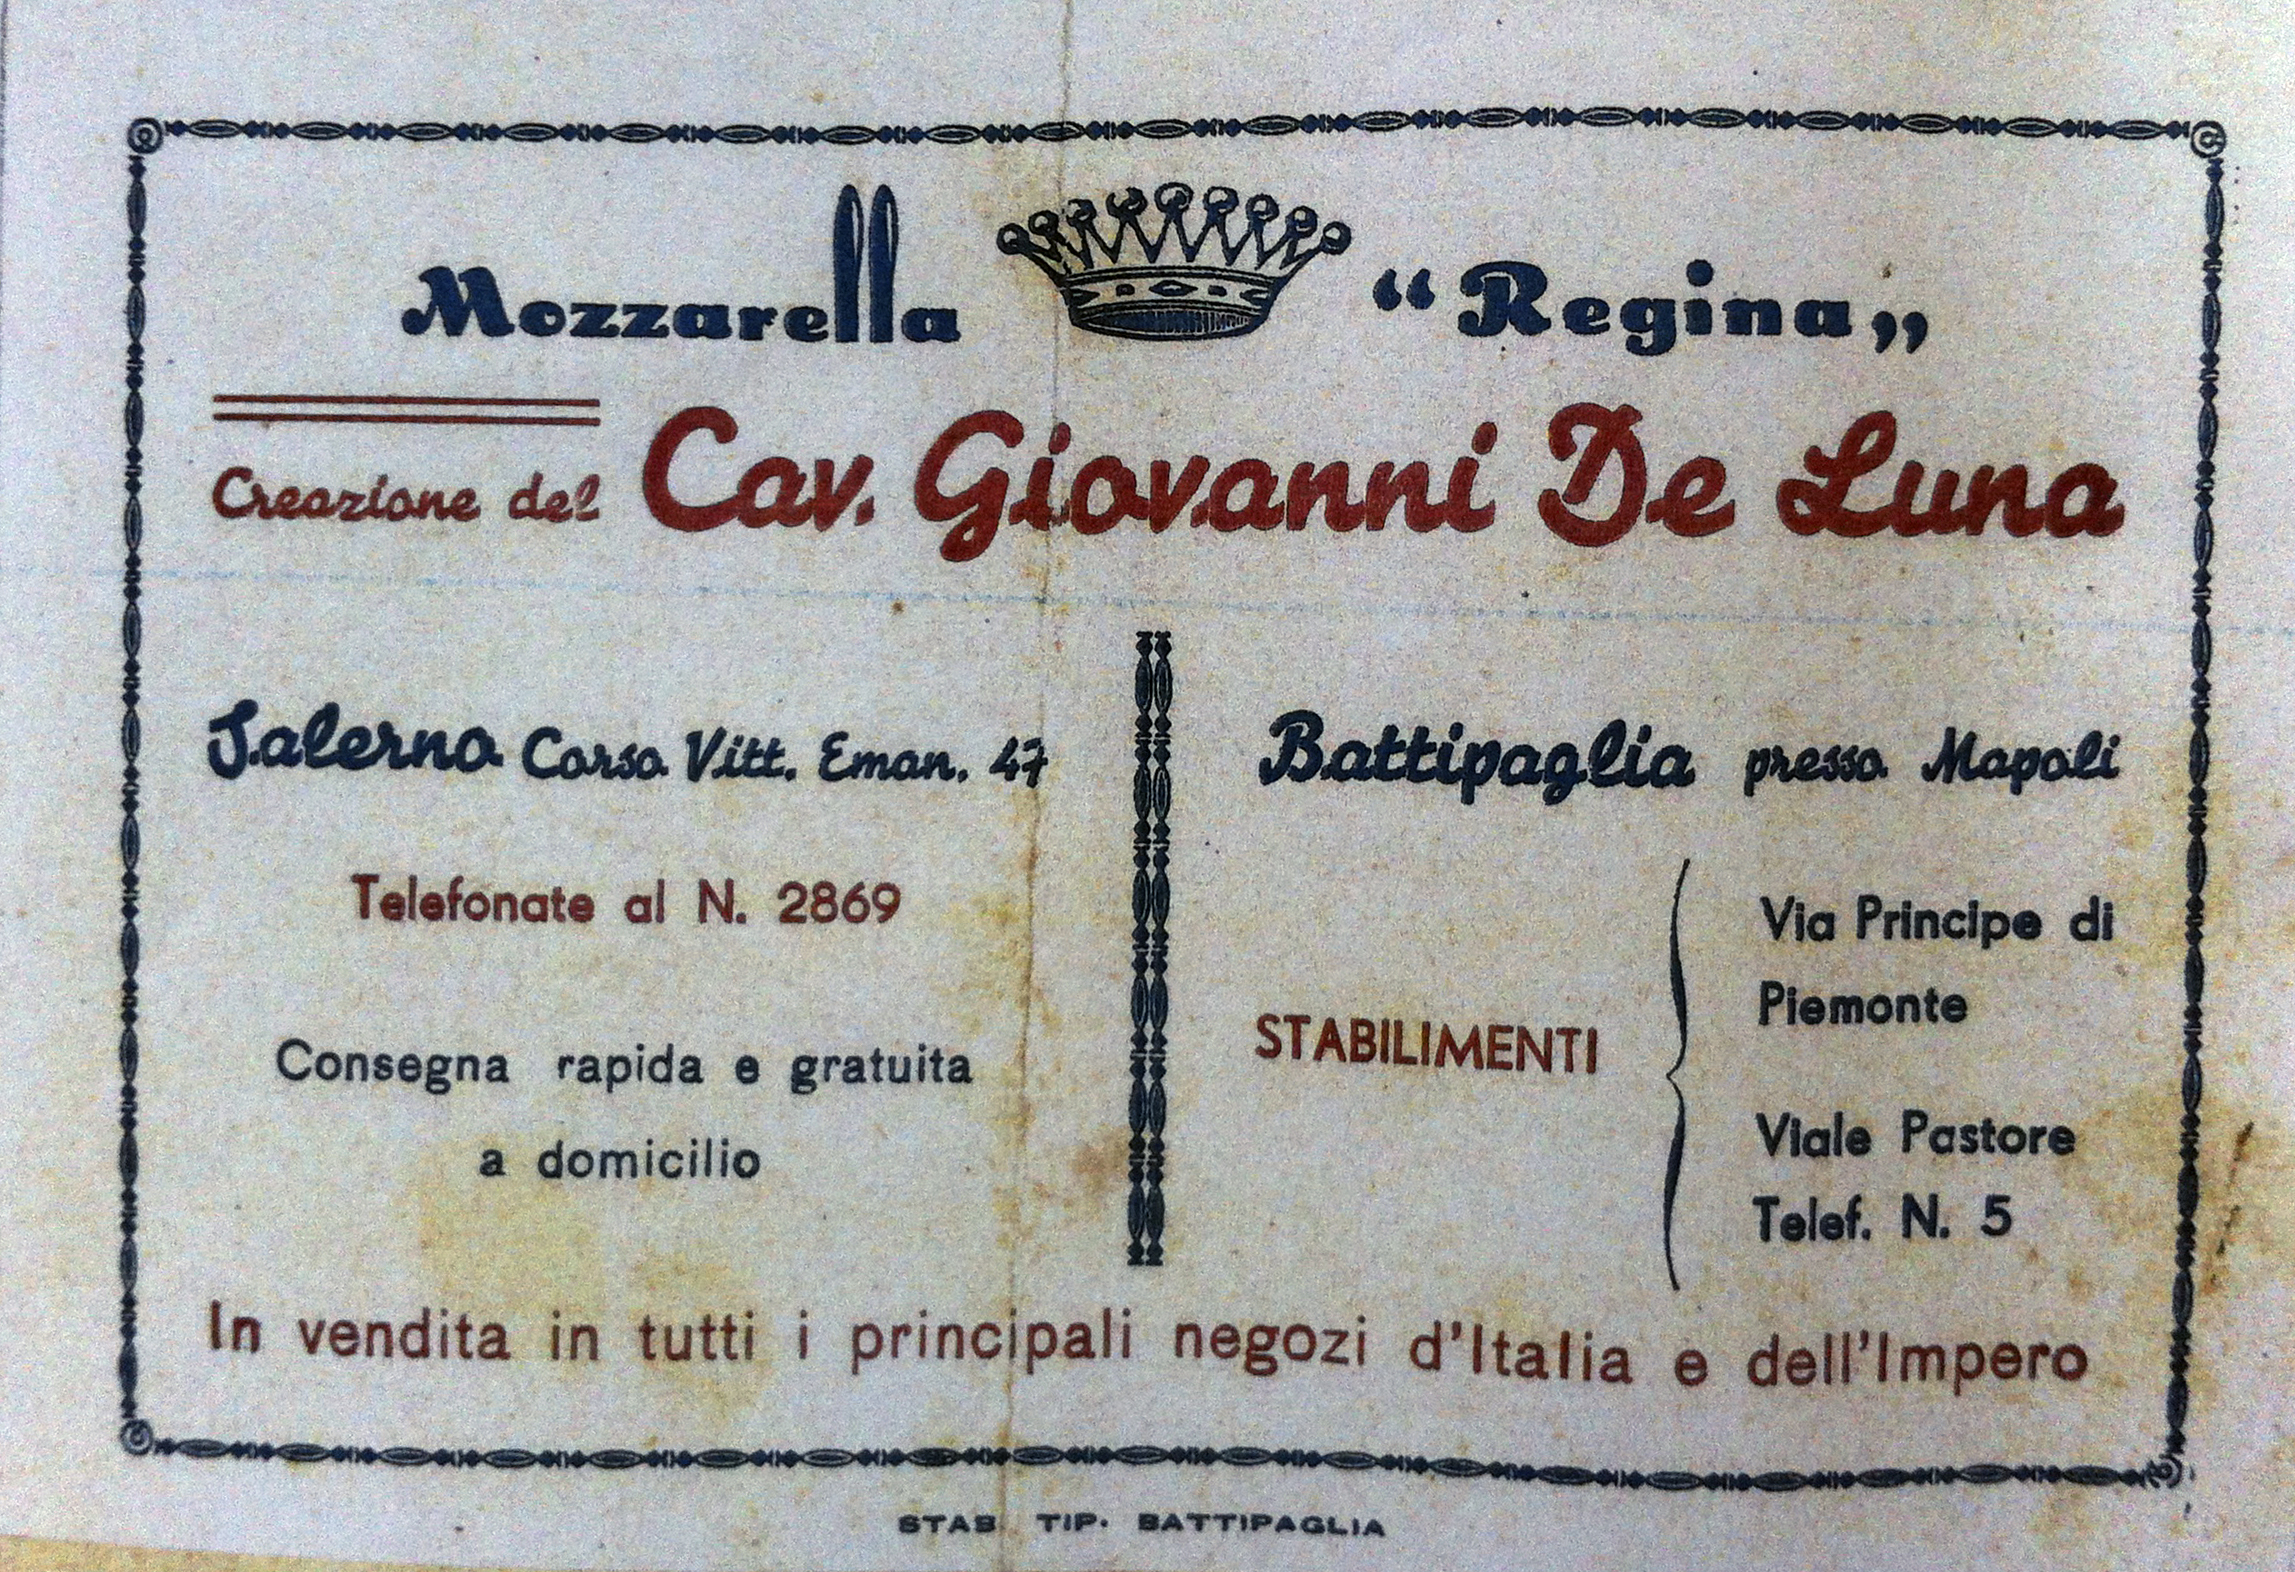 Mozzarella “Regina„
Creazione del Cav. Giovanni De Luna
Salerno Corso Vitt. Eman. 47
Telefonate al N. 2869
Consegna rapida e gratuita
a domicilio
Battipaglia presso Napoli
STABILIMENTI
Via Principe di
Piemonte
Viale Pastore
Telef. N. 5
In vendita in tutti i principali negozi d'Italia e dell'Impero
STAB TIP. BATTIPAGLIA